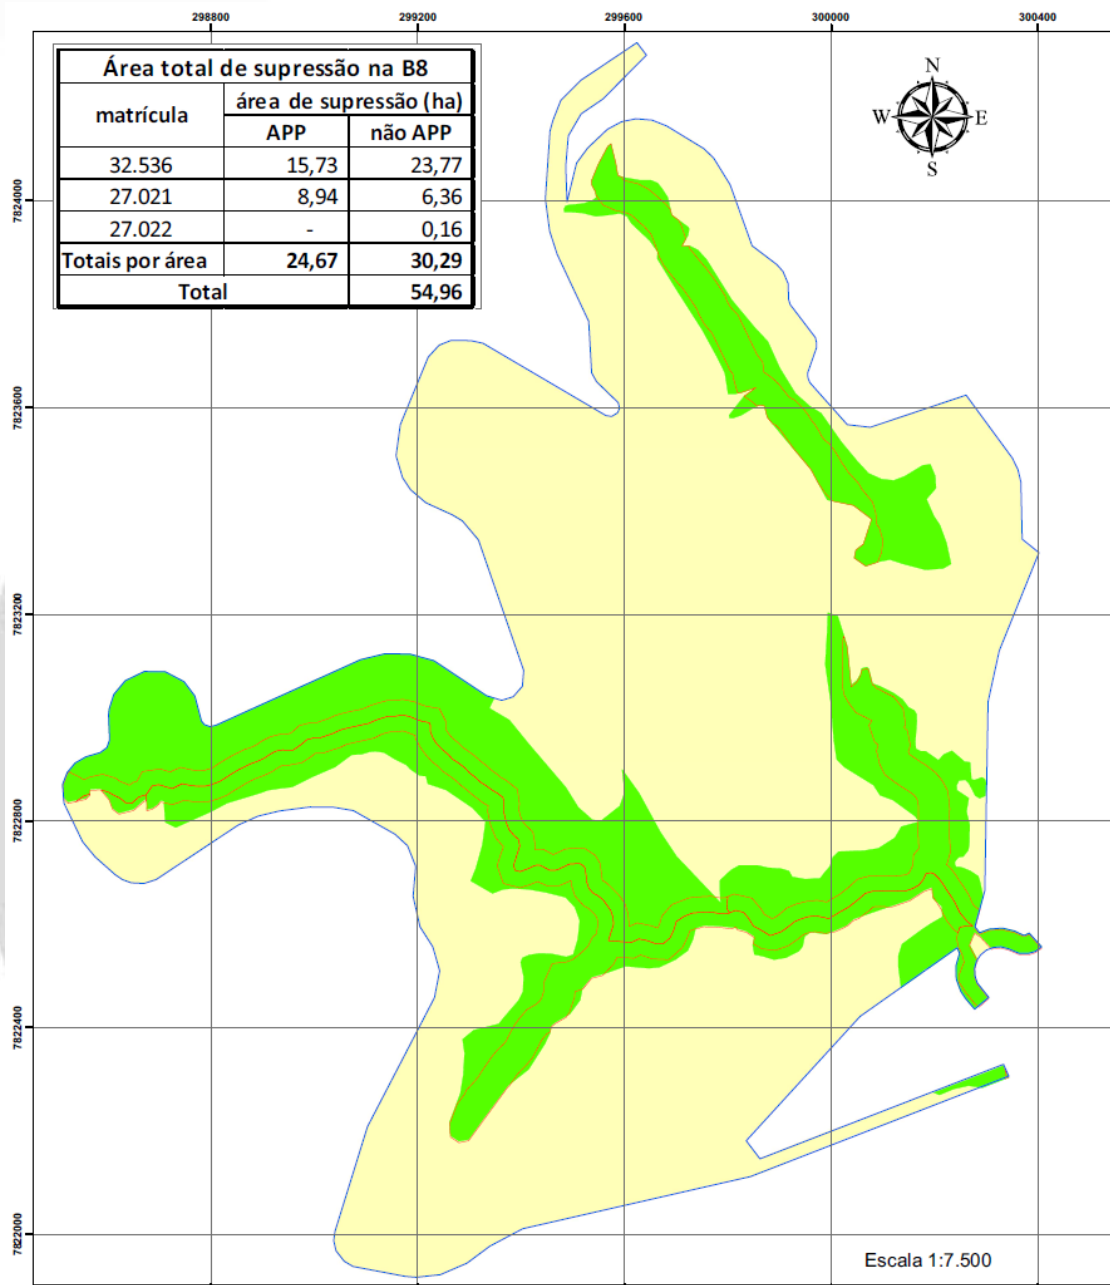 298800 299200 299600 300000 300400
Área total de supressão na B8
matrícula
área de supressão (ha)
APP não APP
32.536 15,73 23,77
27.021 8,94 6,36
27.022 - 0,16
Totais por área 24,67 30,29
Total 54,96
N
W E
S
7824000
7823600
7823200
7822800
7822400
7822000
Escala 1:7.500